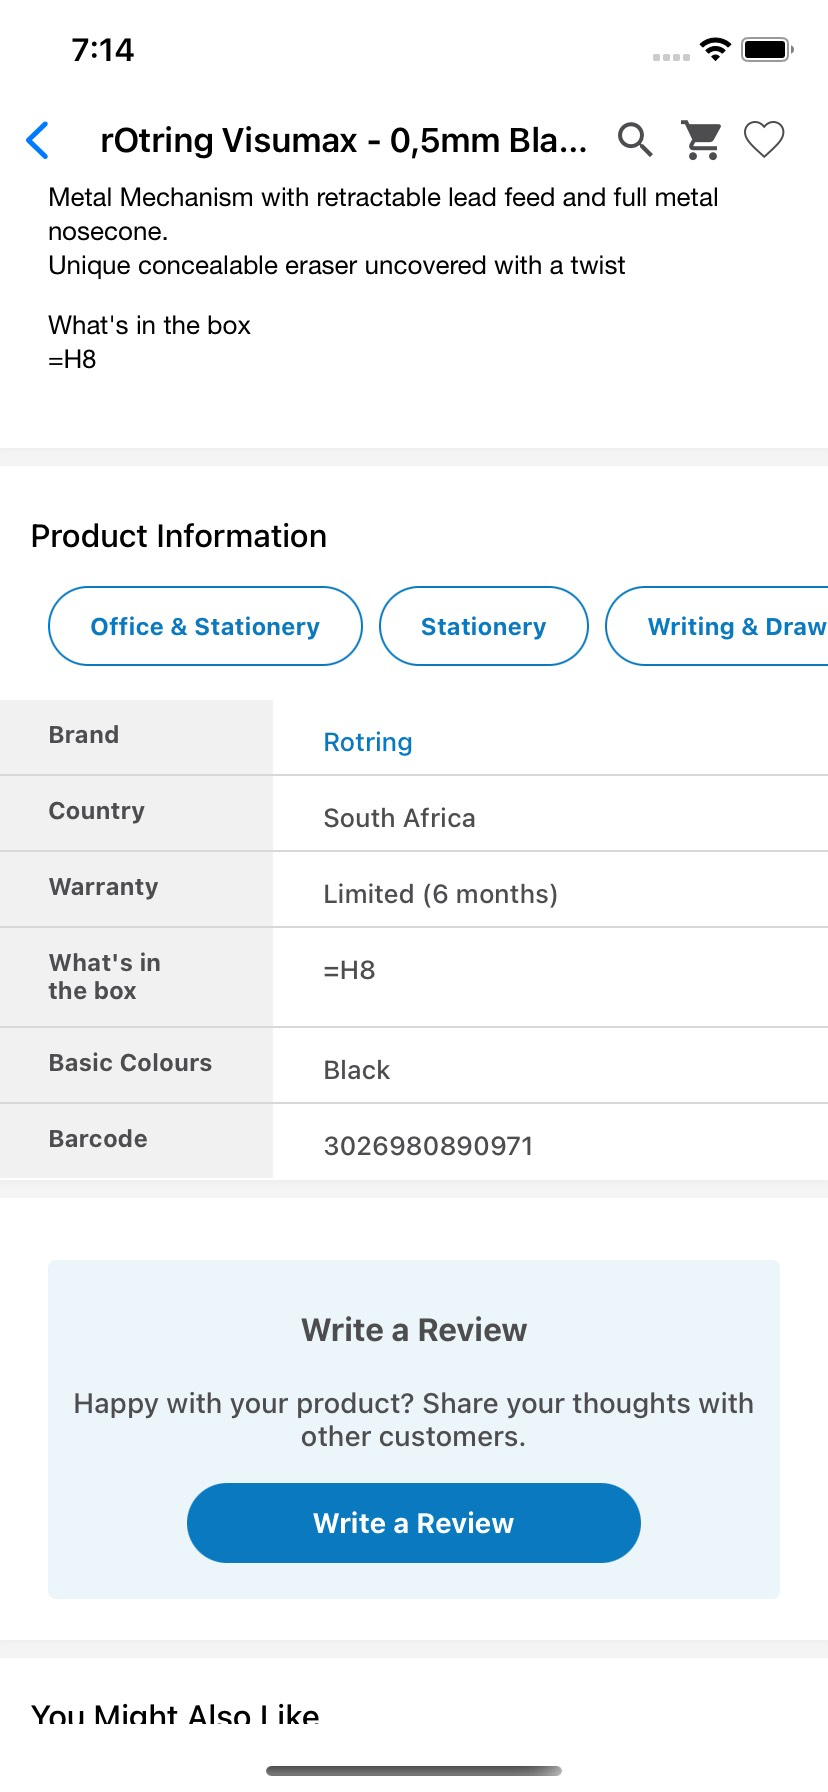 7:14
rOtring Visumax - 0,5mm Bla...
Metal Mechanism with retractable lead feed and full metal
nosecone.
Unique concealable eraser uncovered with a twist
What's in the box
=H8
Product Information
Office & Stationery
Stationery
Writing & Draw
Brand
Rotring
Country
South Africa
Warranty
Limited (6 months)
What's in
the box
=H8
Basic Colours
Black
Barcode
3026980890971
Write a Review
Happy with your product? Share your thoughts with
other customers.
Write a Review
You Might Also Like